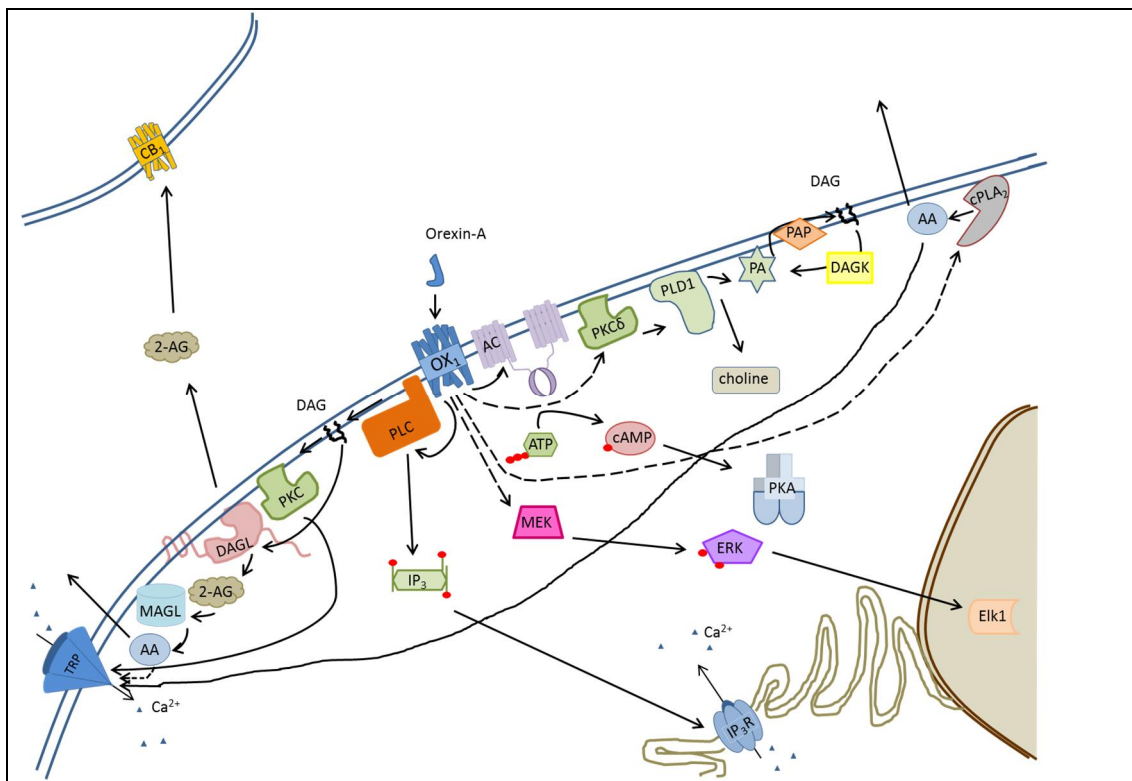 CB₁
DAG
cPLA₂
AA
PAP
Orexin-A
PA
DAGK
PLD1
PKCδ
AC
2-AG
OX₁
choline
DAG
PLC
ATP
cAMP
PKA
PKC
MEK
DAGL
ERK
IP₃
2-AG
MAGL
Elk1
AA
Ca²⁺
TRP
Ca²⁺
IP₃R